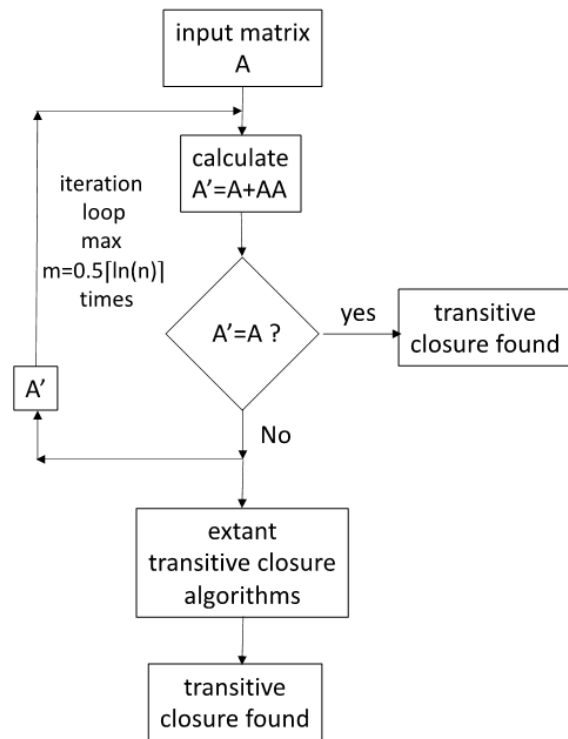 input matrix
A
calculate
A’=A+AA
iteration
loop
max
m=0.5⌈ln(n)⌉
times
A’=A ?
yes
transitive
closure found
A’
No
extant
transitive closure
algorithms
transitive
closure found